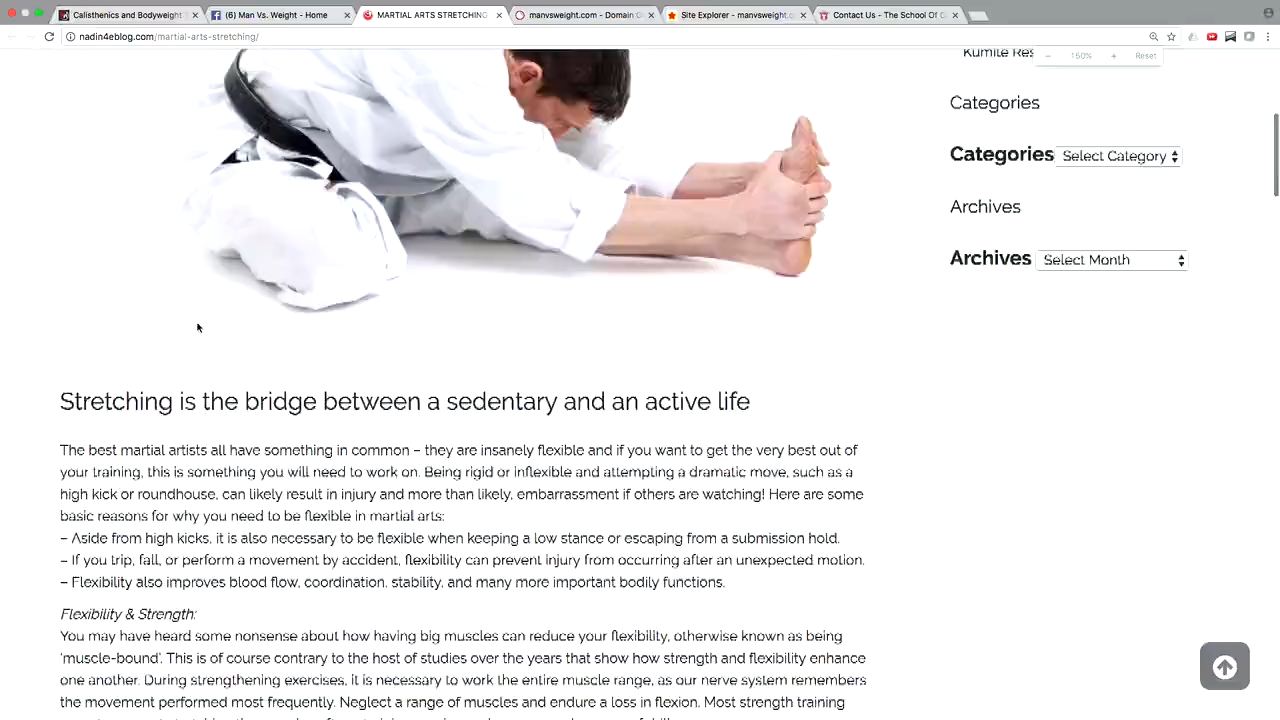 Calisthenics and Bodyweight
(6) Man Vs. Weight - Home
MARTIAL ARTS STRETCHING
manvsweight.com - Domain
Site Explorer - manvsweight.
Contact Us - The School Of
nadin4eblog.com/martial-arts-stretching/
150%
Reset
Kumite
Categories
Categories Select Category
Archives
Archives Select Month
Stretching is the bridge between a sedentary and an active life
The best martial artists all have something in common – they are insanely flexible and if you want to get the very best out of
your training, this is something you will need to work on. Being rigid or inflexible and attempting a dramatic move, such as a
high kick or roundhouse, can likely result in injury and more than likely, embarrassment if others are watching! Here are some
basic reasons for why you need to be flexible in martial arts:
– Aside from high kicks, it is also necessary to be flexible when keeping a low stance or escaping from a submission hold.
– If you trip, fall, or perform a movement by accident, flexibility can prevent injury from occurring after an unexpected motion.
– Flexibility also improves blood flow, coordination, stability, and many more important bodily functions.
Flexibility & Strength:
You may have heard some nonsense about how having big muscles can reduce your flexibility, otherwise known as being
'muscle-bound'. This is of course contrary to the host of studies over the years that show how strength and flexibility enhance
one another. During strengthening exercises, it is necessary to work the entire muscle range, as our nerve system remembers
the movement performed most frequently. Neglect a range of muscles and endure a loss in flexion. Most strength training